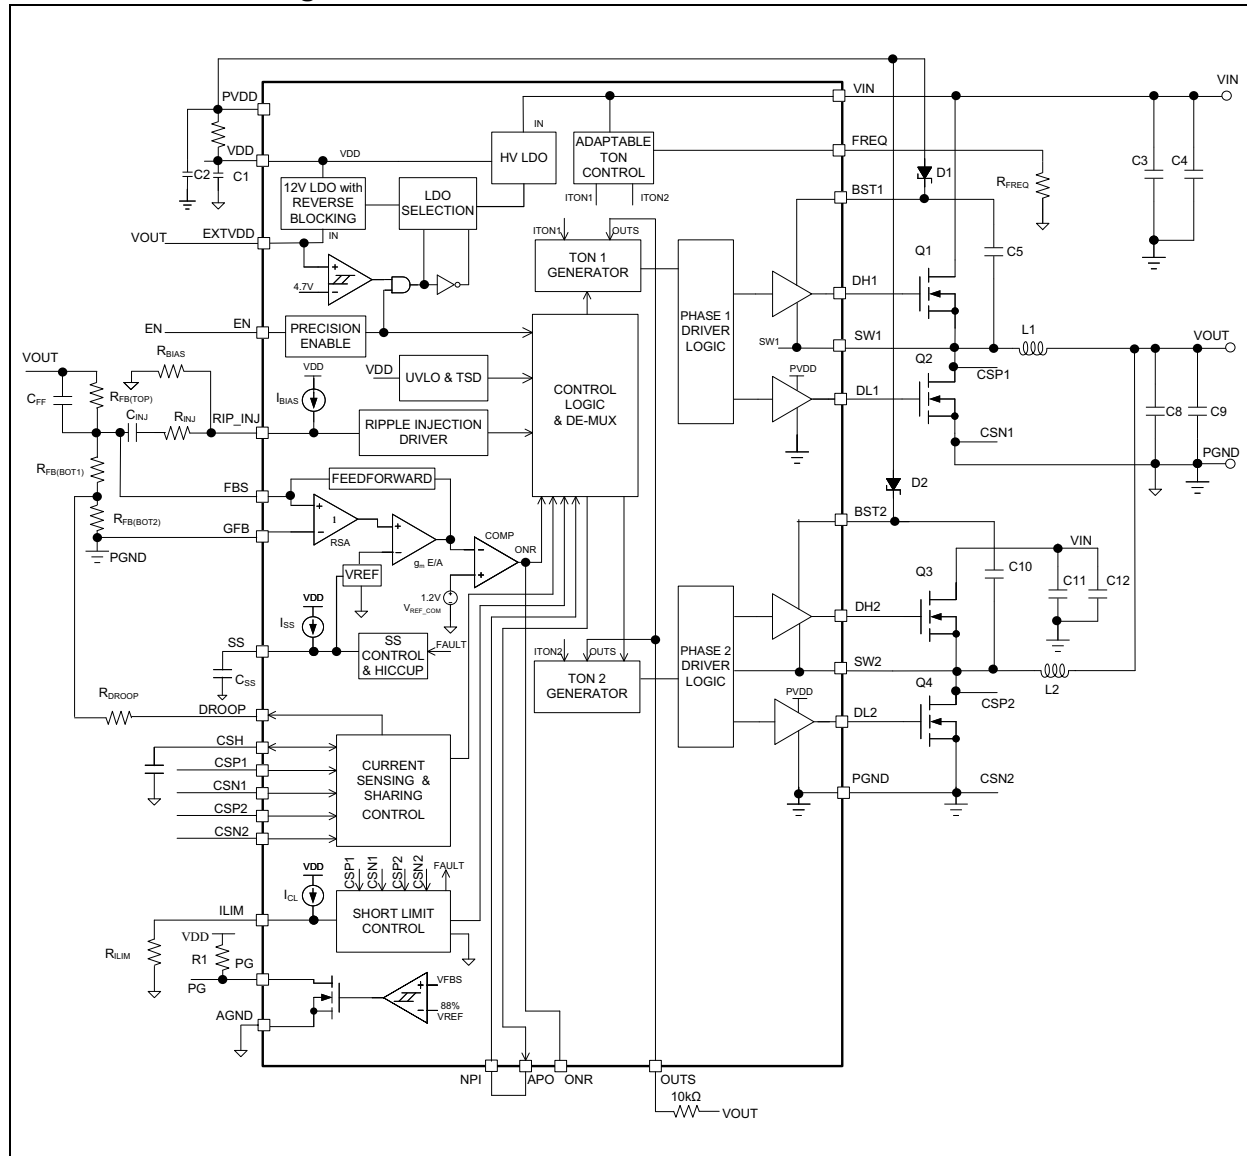 PVDD
VIN
VIN
FREQ
IN
HV LDO
ADAPTABLE
TON
CONTROL
VDD
VDD
C2
C1
12V LDO with
REVERSE
BLOCKING
LDO
SELECTION
ITON1
ITON2
D1
RFREQ
C3
C4
BST1
VOUT
EXTVDD
IN
ITON1
OUTS
TON 1
GENERATOR
C5
Q1
+
−
4.7V
DH1
PHASE 1
DRIVER
LOGIC
EN
EN
PRECISION
ENABLE
SW1
SW1
L1
VOUT
VOUT
RBIAS
VDD
UVLO & TSD
CONTROL
LOGIC
& DE-MUX
PVDD
Q2
CSP1
RFB(TOP)
CFF
IBIAS
VDD
DL1
CINJ
RINJ
RIP_INJ
RIPPLE INJECTION
DRIVER
C8
C9
CSN1
PGND
RFB(BOT1)
FBS
FEEDFORWARD
D2
BST2
RFB(BOT2)
GFB
PGND
+
1
−
RSA
+
−
gm E/A
COMP
−
+
ONR
VIN
C10
Q3
C11
C12
VREF
1.2V
VREF_COM
VDD
ISS
DH2
SS
CSS
SS
CONTROL
& HICCUP
FAULT
ITON2
OUTS
TON 2
GENERATOR
PHASE 2
DRIVER
LOGIC
SW2
L2
Q4
CSP2
RDROOP
DROOP
PVDD
DL2
CSH
CSP1
CSN1
CSP2
CSN2
CURRENT
SENSING &
SHARING
CONTROL
PGND
CSN2
VDD
CSP1
CSN1
CSP2
CSN2
FAULT
ICL
ILIM
SHORT LIMIT
CONTROL
RILIM
VDD
R1
PG
PG
+
−
VFBS
88%
VREF
AGND
NPI
APO
ONR
OUTS
10kΩ
VOUT